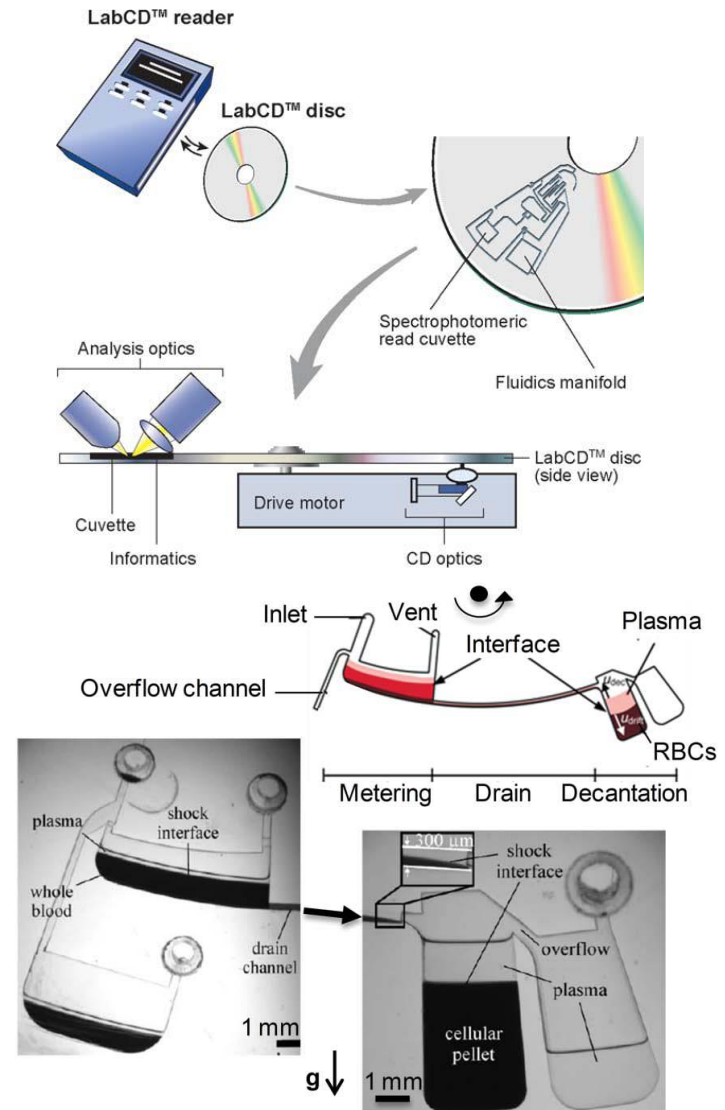 LabCD™ reader
LabCD™ disc
Spectrophotomeric
read cuvette
Fluidics manifold
Analysis optics
LabCD™ disc
(side view)
Drive motor
Cuvette
Informatics
CD optics
Inlet
Vent
Plasma
Interface
Overflow channel
u_dec
u_drift
RBCs
Metering
Drain
Decantation
plasma
shock
interface
whole
blood
drain
channel
1 mm
300 µm
shock
interface
overflow
plasma
cellular
pellet
g
1 mm